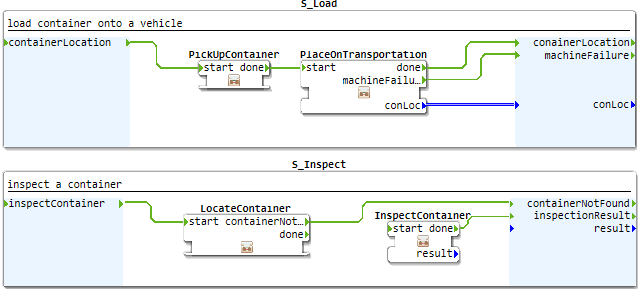 S_Load
load container onto a vehicle
containerLocation
PickUpContainer
start done
PlaceOnTransportation
start done
machineFailu...
conLoc
conainerLocation
machineFailure
conLoc
S_Inspect
inspect a container
inspectContainer
LocateContainer
start containerNot...
done
InspectContainer
start done
result
containerNotFound
inspectionResult
result